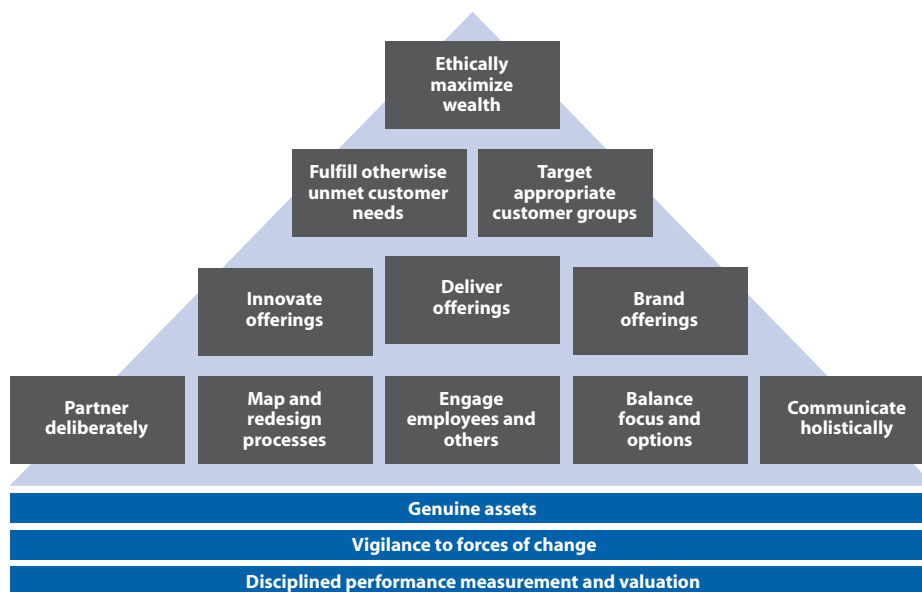 Ethically
maximize
wealth
Fulfill otherwise
unmet customer
needs
Target
appropriate
customer groups
Innovate
offerings
Deliver
offerings
Brand
offerings
Partner
deliberately
Map and
redesign
processes
Engage
employees and
others
Balance
focus and
options
Communicate
holistically
Genuine assets
Vigilance to forces of change
Disciplined performance measurement and valuation